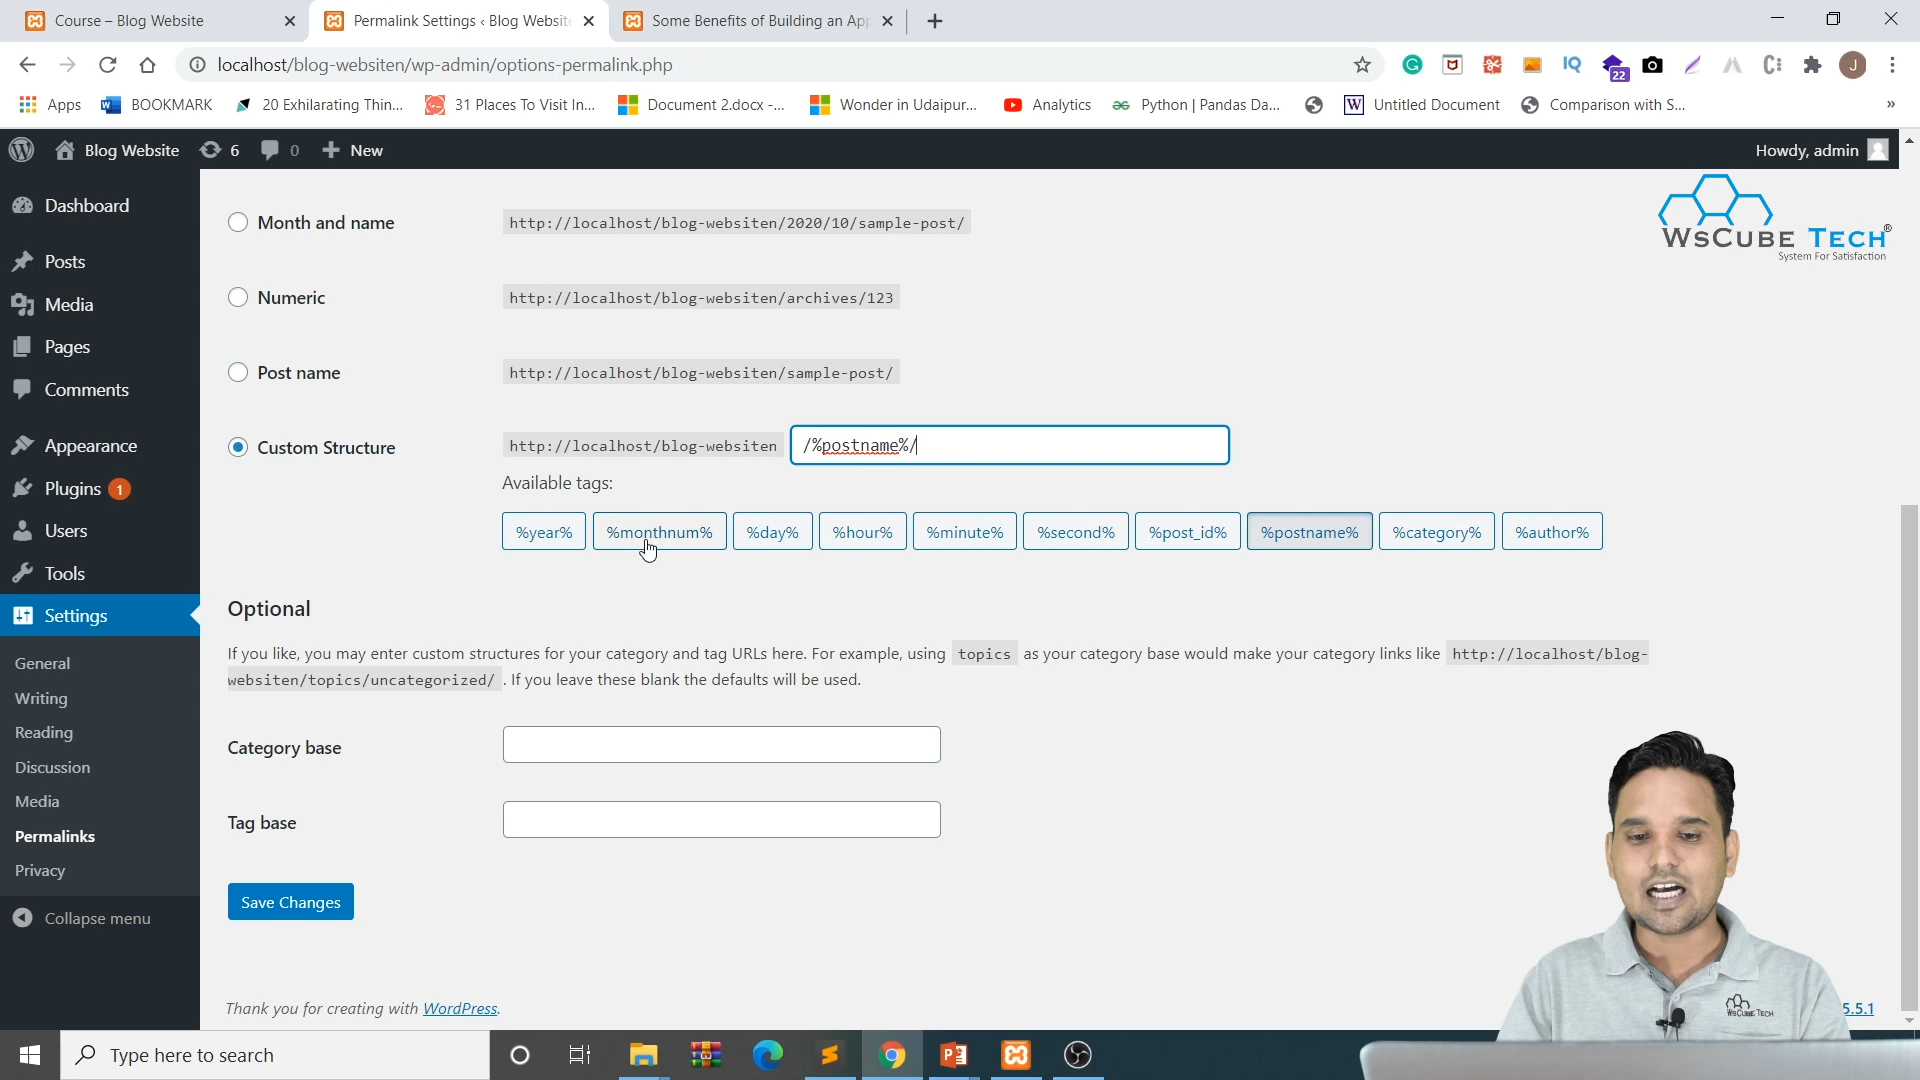 Course – Blog Website
Permalink Settings ‹ Blog Website
Some Benefits of Building an App
localhost/blog-websiten/wp-admin/options-permalink.php
22
J
Apps
BOOKMARK
20 Exhilarating Thin...
31 Places To Visit In...
Document 2.docx -...
Wonder in Udaipur...
Analytics
Python | Pandas Da...
Untitled Document
Comparison with S...
»
Blog Website
6
0
New
Howdy, admin
WsCube Tech®
System For Satisfaction
Dashboard
Posts
Media
Pages
Comments
Appearance
Plugins 1
Users
Tools
Settings
General
Writing
Reading
Discussion
Media
Permalinks
Privacy
Collapse menu
Month and name
http://localhost/blog-websiten/2020/10/sample-post/
Numeric
http://localhost/blog-websiten/archives/123
Post name
http://localhost/blog-websiten/sample-post/
Custom Structure
http://localhost/blog-websiten
/%postname%/
Available tags:
%year% %monthnum% %day% %hour% %minute% %second% %post_id% %postname% %category% %author%
Optional
If you like, you may enter custom structures for your category and tag URLs here. For example, using topics as your category base would make your category links like http://localhost/blog-
websiten/topics/uncategorized/ . If you leave these blank the defaults will be used.
Category base
Tag base
Save Changes
Thank you for creating with WordPress.
5.5.1
WsCube Tech
Type here to search